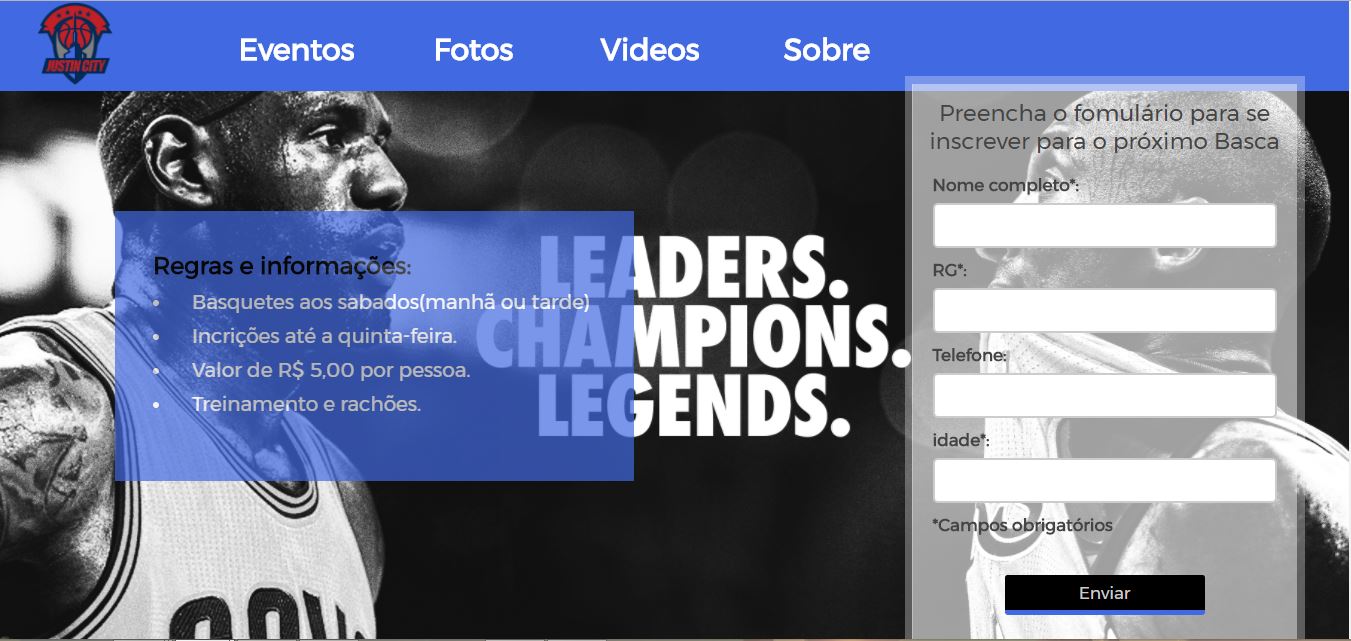 JUSTIN CITY
Eventos Fotos Videos Sobre
Preencha o fomulário para se
inscrever para o próximo Basca
Nome completo*:
RG*:
Telefone:
idade*:
*Campos obrigatórios
Enviar
Regras e informações:
• Basquetes aos sabados(manhã ou tarde)
• Incrições até a quinta-feira.
• Valor de R$ 5,00 por pessoa.
• Treinamento e rachões.
LEADERS.
CHAMPIONS.
LEGENDS.